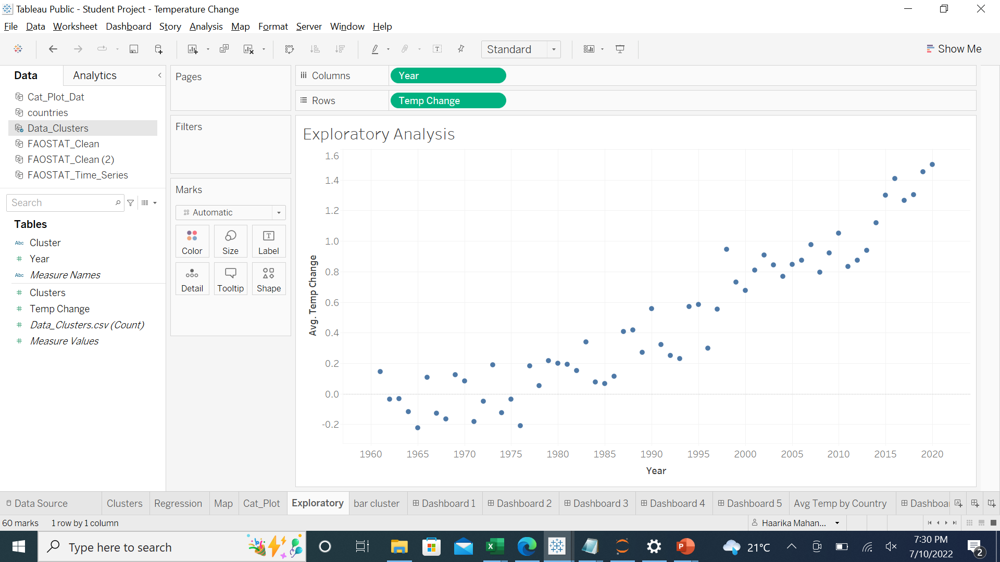 Tableau Public - Student Project - Temperature Change
File Data Worksheet Dashboard Story Analysis Map Format Server Window Help
Standard
Show Me
Data Analytics
Cat_Plot_Dat
countries
Data_Clusters
FAOSTAT_Clean
FAOSTAT_Clean (2)
FAOSTAT_Time_Series
Search
Tables
Abc Cluster
# Year
Abc Measure Names
# Clusters
# Temp Change
# Data_Clusters.csv (Count)
# Measure Values
Pages
Filters
Marks
Automatic
Color Size Label
Detail Tooltip Shape
Columns Year
Rows Temp Change
Exploratory Analysis
Avg. Temp Change
1.6
1.4
1.2
1.0
0.8
0.6
0.4
0.2
0.0
-0.2
1960 1965 1970 1975 1980 1985 1990 1995 2000 2005 2010 2015 2020
Year
Data Source Clusters Regression Map Cat_Plot Exploratory bar cluster Dashboard 1 Dashboard 2 Dashboard 3 Dashboard 4 Dashboard 5 Avg Temp by Country Dashboa
60 marks 1 row by 1 column
Haarika Mahan...
Type here to search
21°C
7:30 PM
7/10/2022
2